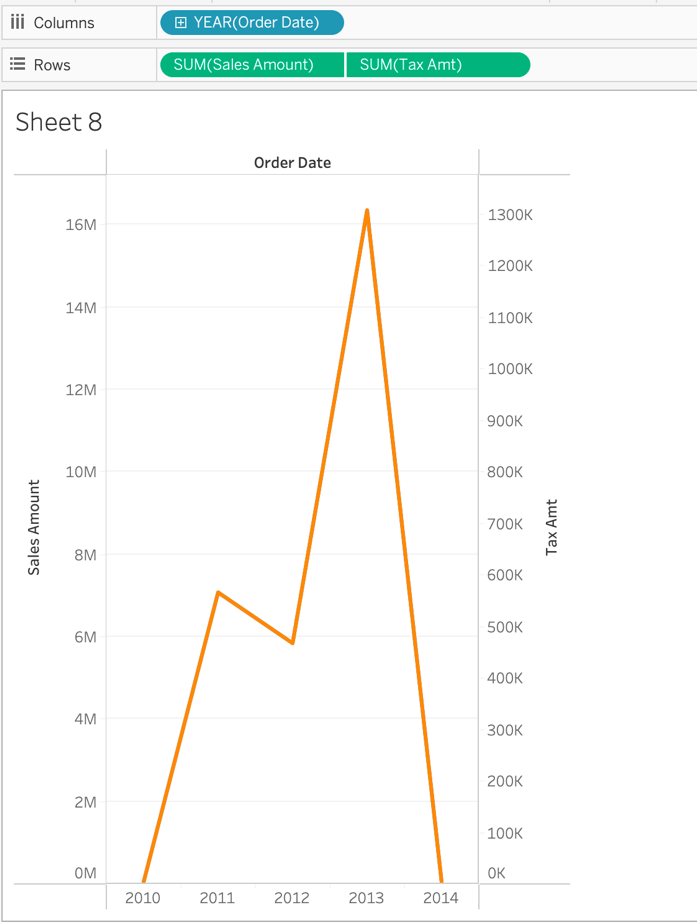 Columns
YEAR(Order Date)
Rows
SUM(Sales Amount)
SUM(Tax Amt)
Sheet 8
Order Date
Sales Amount
16M
14M
12M
10M
8M
6M
4M
2M
0M
1300K
1200K
1100K
1000K
900K
800K
700K
600K
500K
400K
300K
200K
100K
0K
Tax Amt
2010 2011 2012 2013 2014